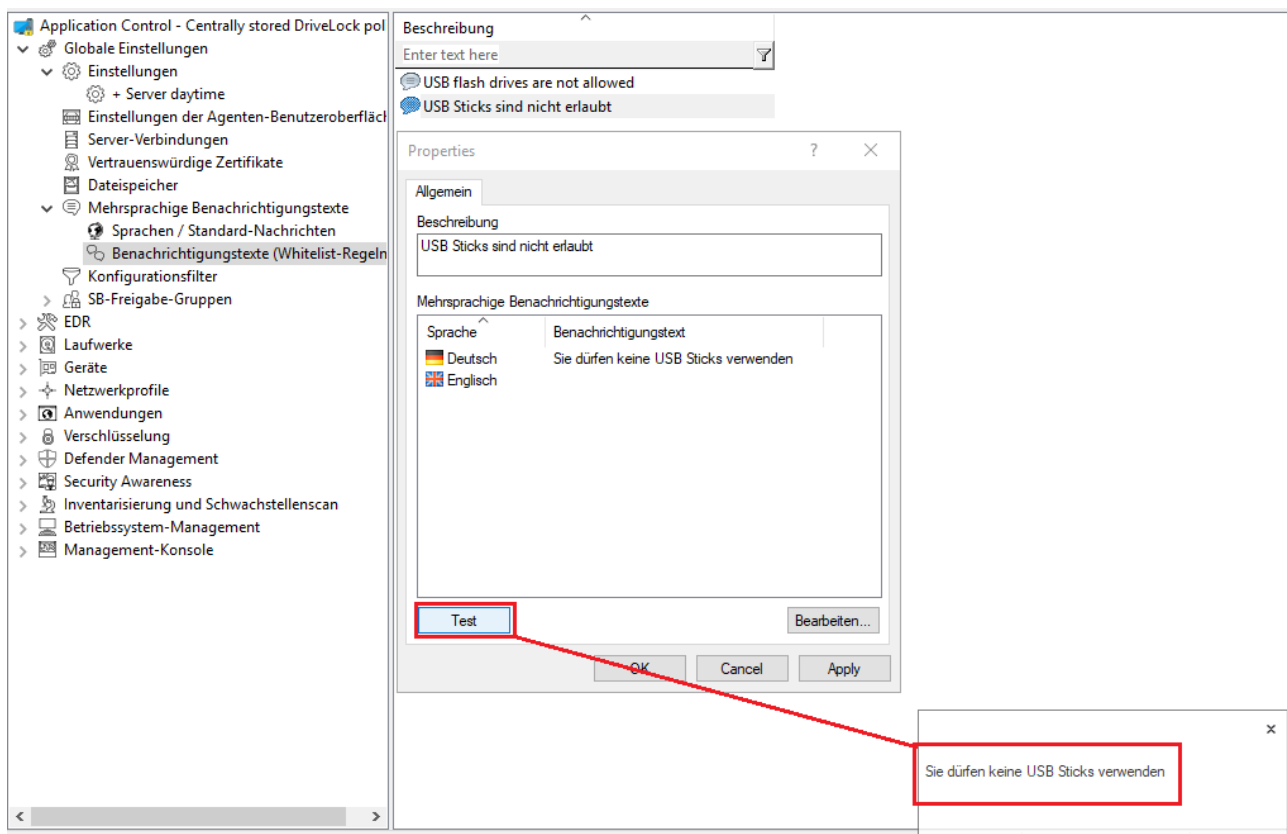 Application Control - Centrally stored DriveLock pol
Globale Einstellungen
Einstellungen
+ Server daytime
Einstellungen der Agenten-Benutzeroberfläch
Server-Verbindungen
Vertrauenswürdige Zertifikate
Dateispeicher
Mehrsprachige Benachrichtigungstexte
Sprachen / Standard-Nachrichten
Benachrichtigungstexte (Whitelist-Regeln
Konfigurationsfilter
SB-Freigabe-Gruppen
EDR
Laufwerke
Geräte
Netzwerkprofile
Anwendungen
Verschlüsselung
Defender Management
Security Awareness
Inventarisierung und Schwachstellenscan
Betriebssystem-Management
Management-Konsole
Beschreibung
Enter text here
USB flash drives are not allowed
USB Sticks sind nicht erlaubt
Properties
Allgemein
Beschreibung
USB Sticks sind nicht erlaubt
Mehrsprachige Benachrichtigungstexte
Sprache Benachrichtigungstext
Deutsch Sie dürfen keine USB Sticks verwenden
Englisch
Test Bearbeiten...
OK Cancel Apply
Sie dürfen keine USB Sticks verwenden